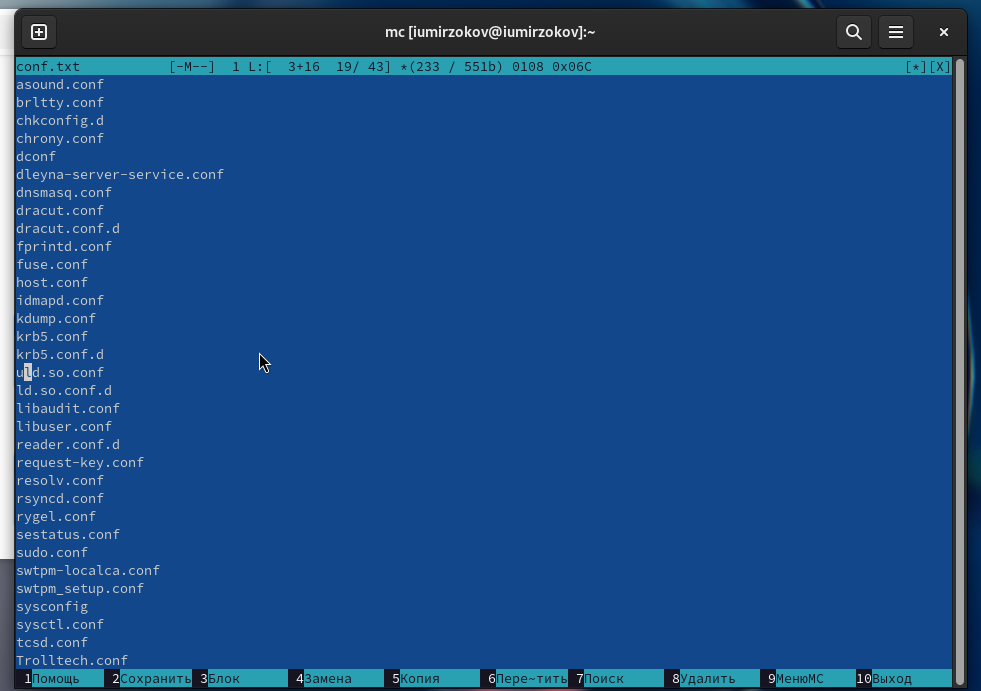 mc [iumirzokov@iumirzokov]:~
conf.txt [-M--] 1 L:[ 3+16 19/ 43] *(233 / 551b) 0108 0x06C [*][X]
asound.conf
brltty.conf
chkconfig.d
chrony.conf
dconf
dleyna-server-service.conf
dnsmasq.conf
dracut.conf
dracut.conf.d
fprintd.conf
fuse.conf
host.conf
idmapd.conf
kdump.conf
krb5.conf
krb5.conf.d
uld.so.conf
ld.so.conf.d
libaudit.conf
libuser.conf
reader.conf.d
request-key.conf
resolv.conf
rsyncd.conf
rygel.conf
sestatus.conf
sudo.conf
swtpm-localca.conf
swtpm_setup.conf
sysconfig
sysctl.conf
tcsd.conf
Trolltech.conf
1Помощь 2Сохранить 3Блок 4Замена 5Копия 6Пере~тить 7Поиск 8Удалить 9МенюMC 10Выход